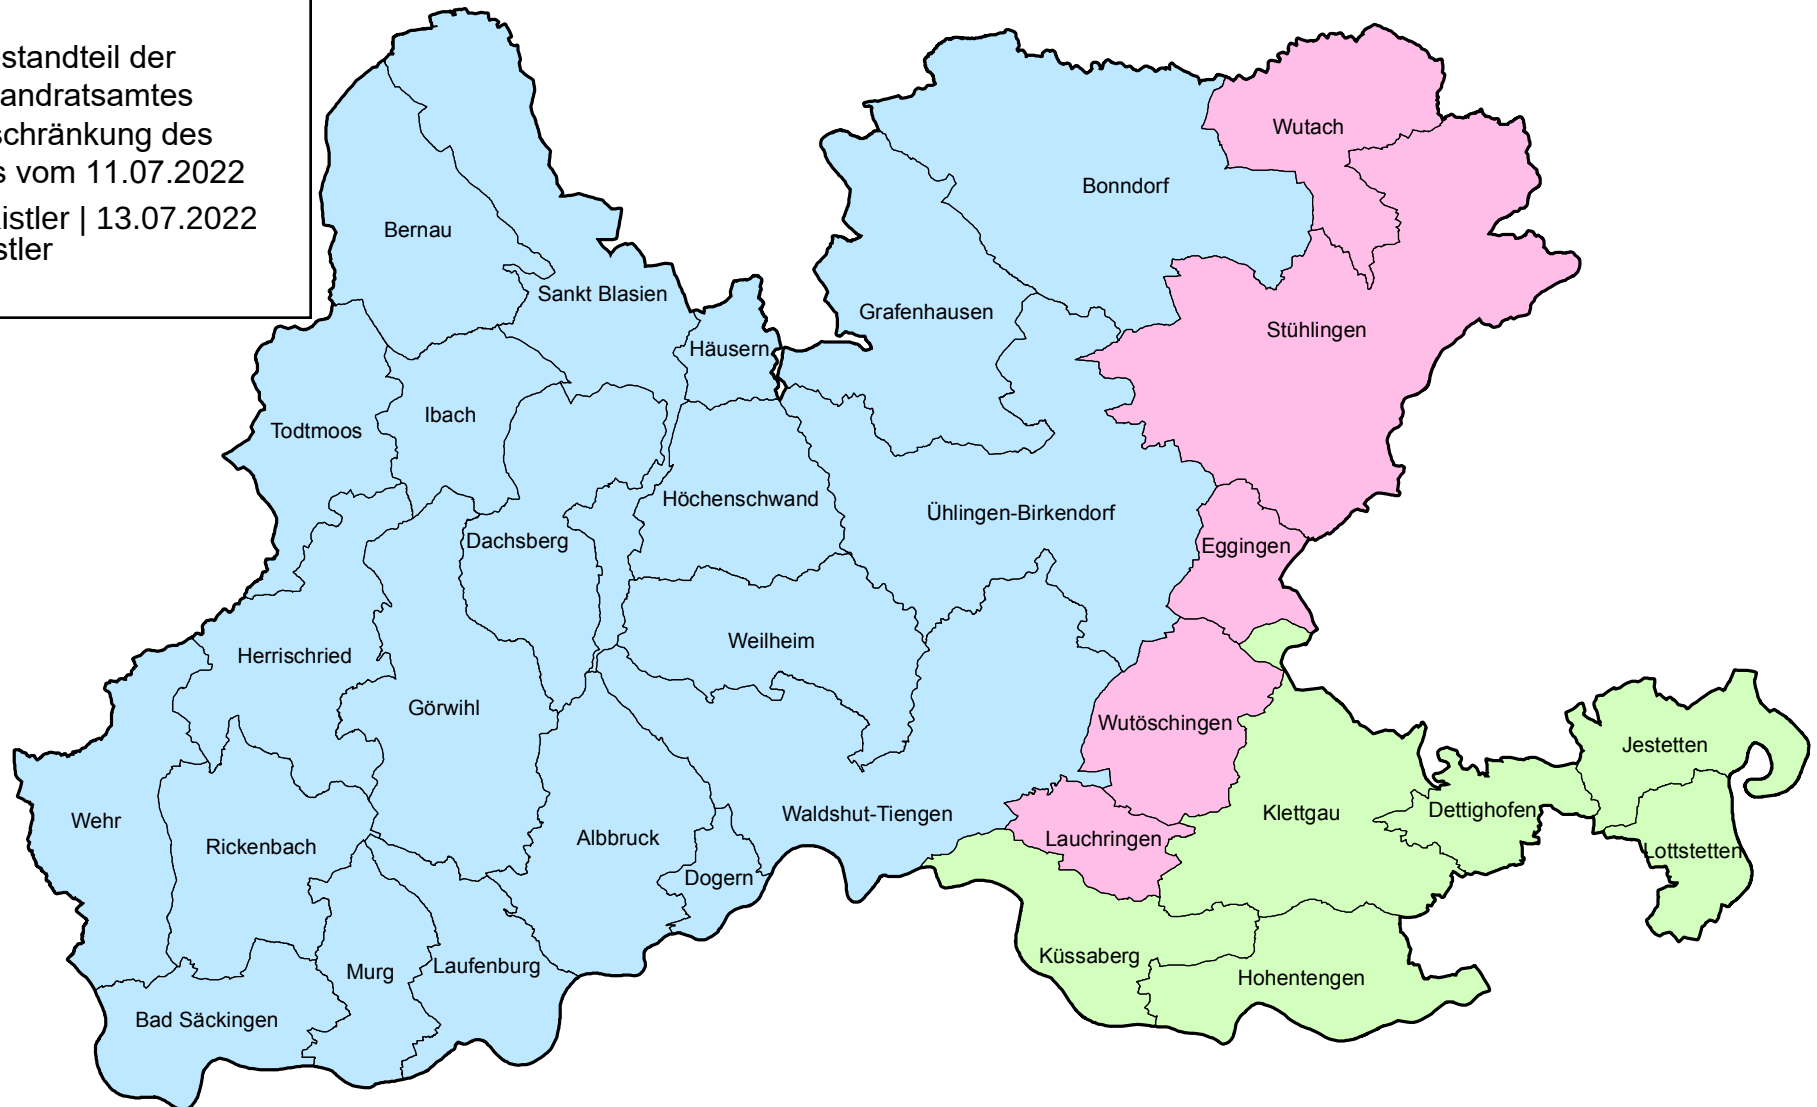 standteil der
andratsamtes
schränkung des
s vom 11.07.2022
istler | 13.07.2022
stler
Wutach
Bonndorf
Bernau
Sankt Blasien
Grafenhausen
Stühlingen
Häusern
Ibach
Todtmoos
Höchenschwand
Ühlingen-Birkendorf
Dachsberg
Eggingen
Weilheim
Herrischried
Görwihl
Wutöschingen
Jestetten
Wehr
Rickenbach
Albbruck
Waldshut-Tiengen
Klettgau
Dettighofen
Lauchringen
Lottstetten
Dogern
Küssaberg
Laufenburg
Murg
Hohentengen
Bad Säckingen